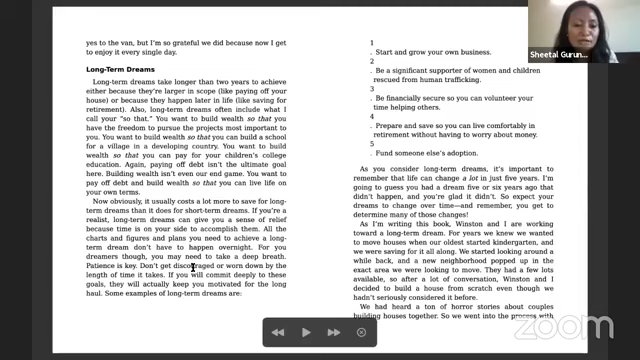 yes to the van, but I'm so grateful we did because now I get
to enjoy it every single day.
Long-Term Dreams
Long-term dreams take longer than two years to achieve
either because they're larger in scope (like paying off your
house) or because they happen later in life (like saving for
retirement). Also, long-term dreams often include what I
call your "so that." You want to build wealth so that you
have the freedom to pursue the projects most important to
you. You want to build wealth so that you can build a school
for a village in a developing country. You want to build
wealth so that you can pay for your children's college
education. Again, paying off debt isn't the ultimate goal
here. Building wealth isn't even our end game. You want to
pay off debt and build wealth so that you can live life on
your own terms.
Now obviously, it usually costs a lot more to save for long-
term dreams than it does for short-term dreams. If you're a
realist, long-term dreams can give you a sense of relief
because time is on your side to accomplish them. All the
charts and figures and plans you need to achieve a long-
term dream don't have to happen overnight. For you
dreamers though, you may need to take a deep breath.
Patience is key. Don't get discouraged or worn down by the
length of time it takes. If you will commit deeply to these
goals, they will actually keep you motivated for the long
haul. Some examples of long-term dreams are:
1
. Start and grow your own business.
2
. Be a significant supporter of women and children
rescued from human trafficking.
3
. Be financially secure so you can volunteer your
time helping others.
4
. Prepare and save so you can live comfortably in
retirement without having to worry about money.
5
. Fund someone else's adoption.
As you consider long-term dreams, it's important to
remember that life can change a lot in just five years. I'm
going to guess you had a dream five or six years ago that
didn't happen, and you're glad it didn't. So expect your
dreams to change over time—and remember, you get to
determine many of those changes!
As I'm writing this book, Winston and I are working
toward a long-term dream. For years we knew we wanted
to move houses when our oldest started kindergarten, and
we were saving for it all along. We started looking around a
while back, and a new neighborhood popped up in the
exact area we were looking to move. They had a few lots
available, so after a lot of conversation, Winston and I
decided to build a house from scratch even though we
hadn't seriously considered it before.
We had heard a ton of horror stories about couples
building houses together. So we went into the process with
Sheetal Gurun...
zoom